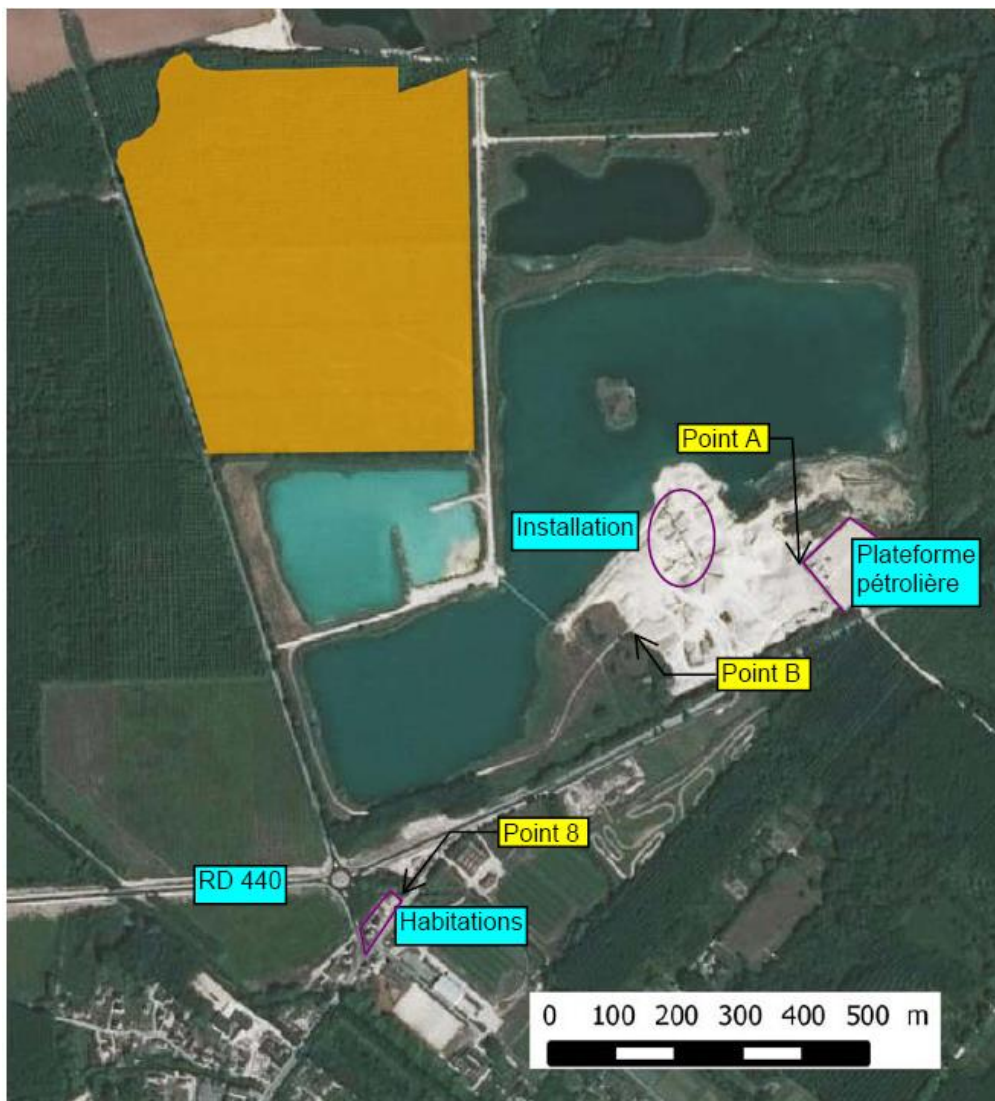 Point A
Installation
Plateforme
pétrolière
Point B
Point 8
RD 440
Habitations
0 100 200 300 400 500 m